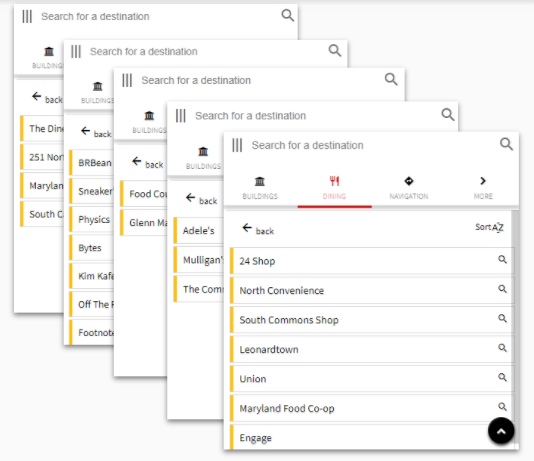 Search for a destination
BUILDINGS
back
The Dine
251 Nor
Marylan
South C
Search for a destination
BUILDINGS
back
BRBean
Sneaker'
Physics
Bytes
Kim Kafe
Off The
Footnote
Search for a destination
BUILDINGS
back
Food Cou
Glenn Ma
Search for a destination
BUILDINGS
back
Adele's
Mulligan's
The Comm
Search for a destination
BUILDINGS DINING NAVIGATION MORE
back Sort AZ
24 Shop
North Convenience
South Commons Shop
Leonardtown
Union
Maryland Food Co-op
Engage